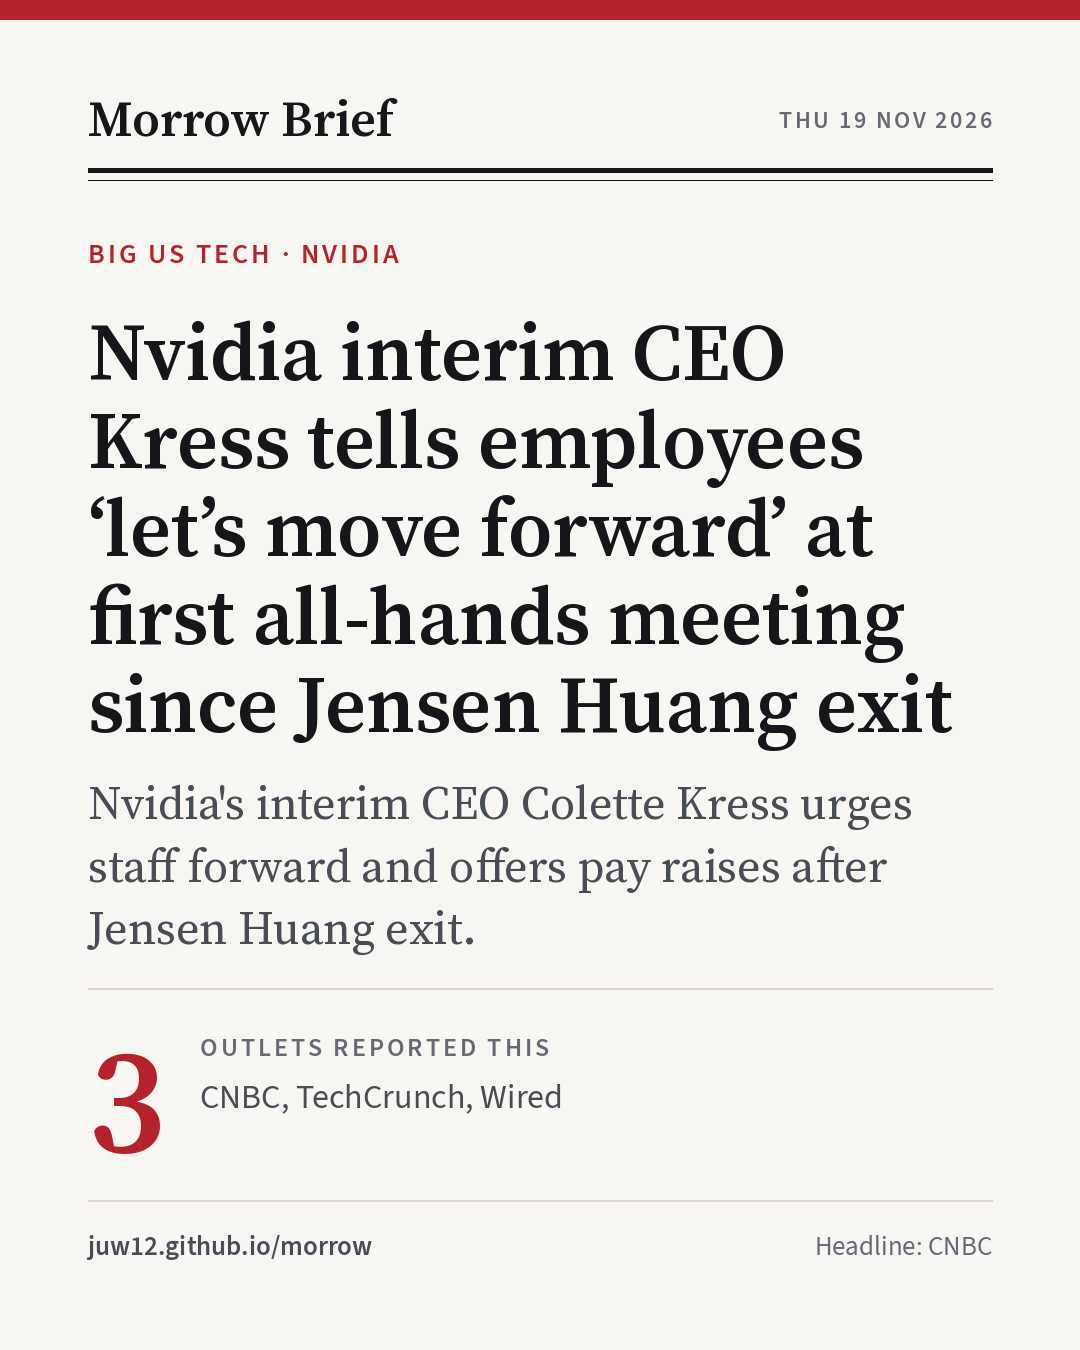 Morrow Brief
THU 19 NOV 2026
BIG US TECH · NVIDIA
Nvidia interim CEO
Kress tells employees
‘let’s move forward’ at
first all-hands meeting
since Jensen Huang exit
Nvidia's interim CEO Colette Kress urges
staff forward and offers pay raises after
Jensen Huang exit.
3
OUTLETS REPORTED THIS
CNBC, TechCrunch, Wired
juw12.github.io/morrow
Headline: CNBC